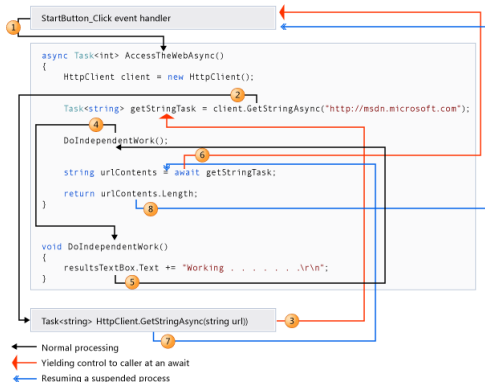 StartButton_Click event handler
1
async Task<int> AccessTheWebAsync()
{
HttpClient client = new HttpClient();
2
Task<string> getStringTask = client.GetStringAsync("http://msdn.microsoft.com");
4
DoIndependentWork();
6
string urlContents = await getStringTask;
return urlContents.Length;
8
}
void DoIndependentWork()
{
resultsTextBox.Text += "Working . . . . . . .\r\n";
}
5
Task<string> HttpClient.GetStringAsync(string url))
3
7
Normal processing
Yielding control to caller at an await
Resuming a suspended process